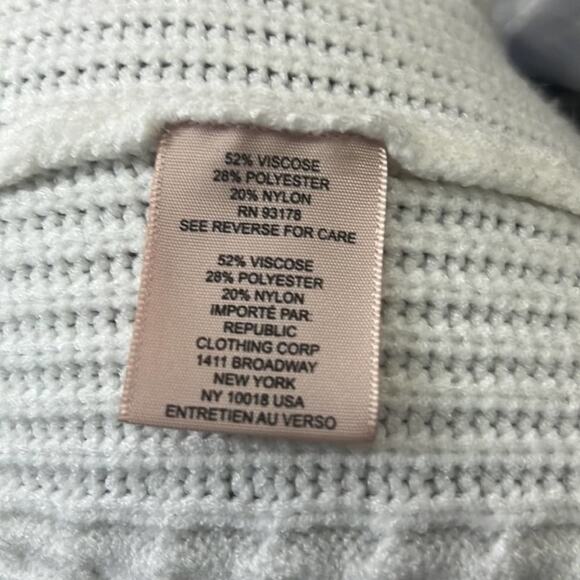 52% VISCOSE
28% POLYESTER
20% NYLON
RN 93178
SEE REVERSE FOR CARE
52% VISCOSE
28% POLYESTER
20% NYLON
IMPORTÉ PAR:
REPUBLIC
CLOTHING CORP
1411 BROADWAY
NEW YORK
NY 10018 USA
ENTRETIEN AU VERSO